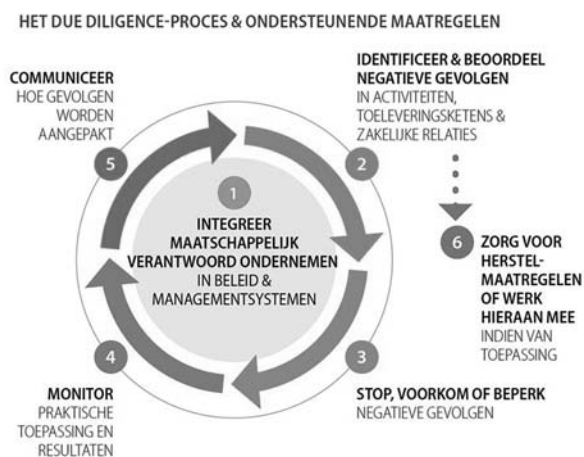 HET DUE DILIGENCE-PROCES & ONDERSTEUNENDE MAATREGELEN
1
INTEGREER
MAATSCHAPPELIJK
VERANTWOORD ONDERNEMEN
IN BELEID &
MANAGEMENTSYSTEMEN
IDENTIFICEER & BEOORDEEL
NEGATIEVE GEVOLGEN
IN ACTIVITEITEN,
TOELEVERINGSKETENS &
ZAKELIJKE RELATIES
2
3
STOP, VOORKOM OF BEPERK
NEGATIEVE GEVOLGEN
4
MONITOR
PRAKTISCHE
TOEPASSING EN
RESULTATEN
COMMUNICEER
HOE GEVOLGEN
WORDEN
AANGEPAKT
5
6
ZORG VOOR
HERSTEL-
MAATREGELEN
OF WERK
HIERAAN MEE
INDIEN VAN
TOEPASSING